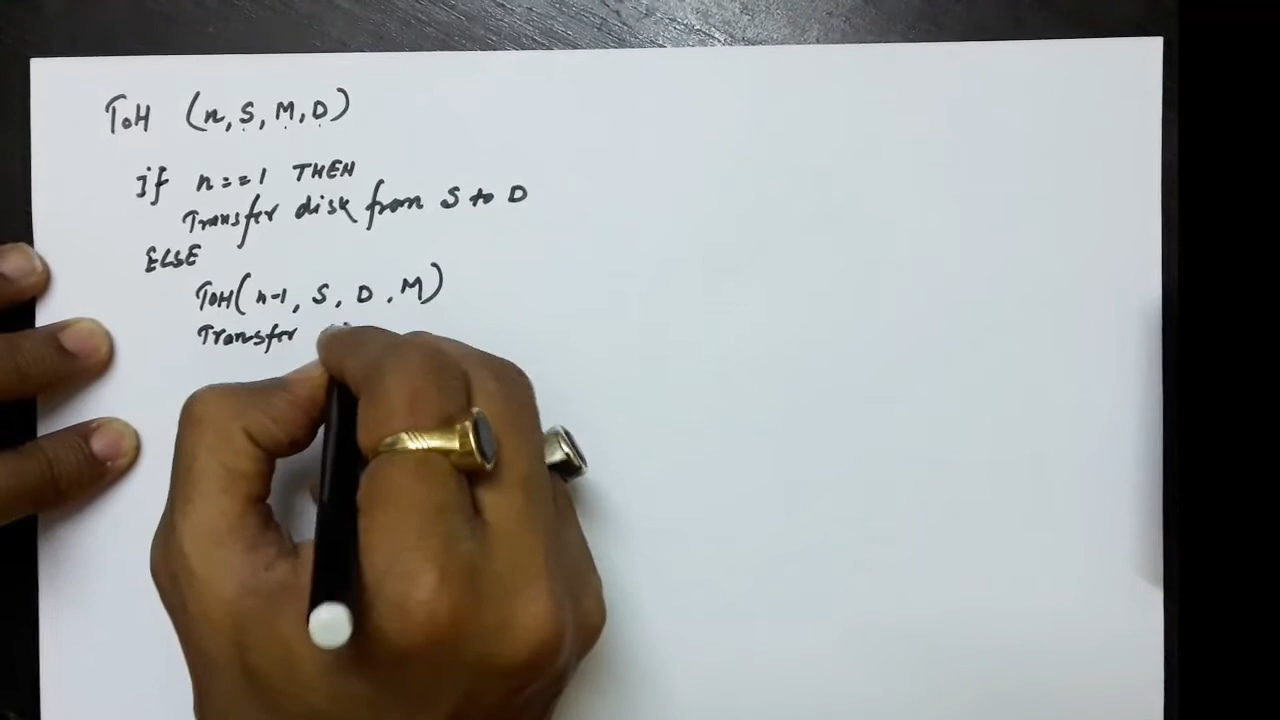 ToH (n, S, M, D)
if n==1 THEN
Transfer disk from S to D
ELSE
ToH(n-1, S, D, M)
Transfer